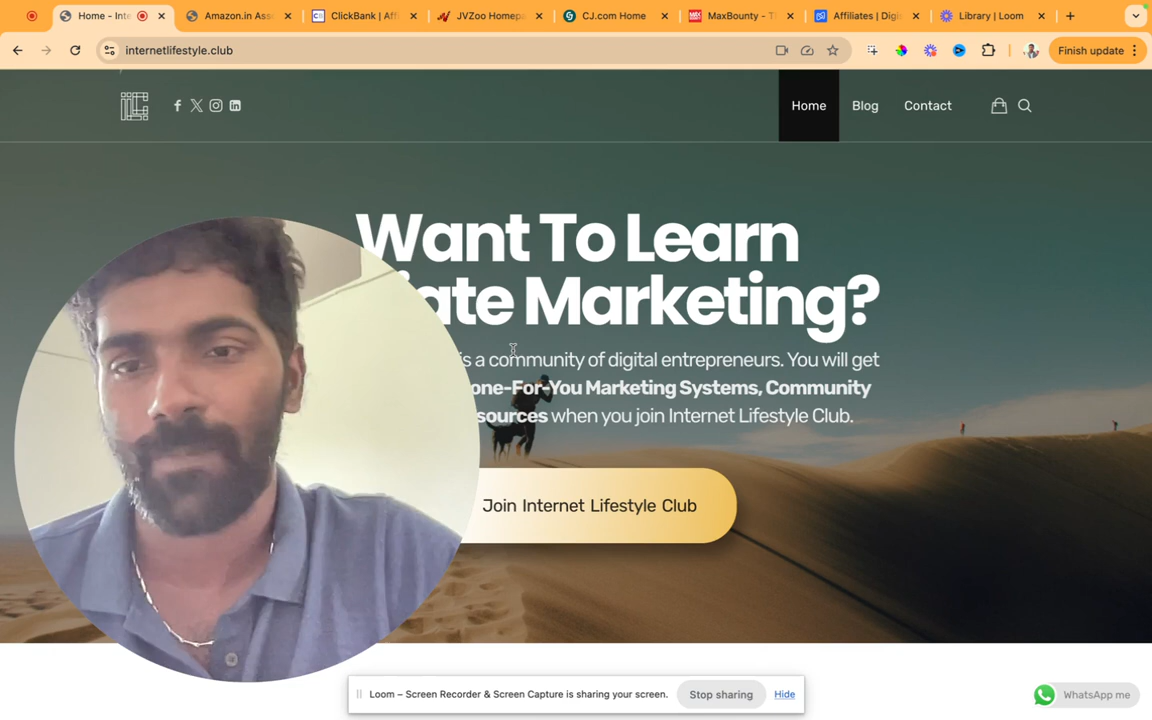 Home - Inte
Amazon.in Ass
ClickBank | Aff
JVZoo Homepa
CJ.com Home
MaxBounty - T
Affiliates | Digi
Library | Loom
internetlifestyle.club
Finish update
Home
Blog
Contact
Want To Learn
iate Marketing?
is a community of digital entrepreneurs. You will get
one-For-You Marketing Systems, Community
sources when you join Internet Lifestyle Club.
Join Internet Lifestyle Club
Loom – Screen Recorder & Screen Capture is sharing your screen.
Stop sharing
Hide
WhatsApp me